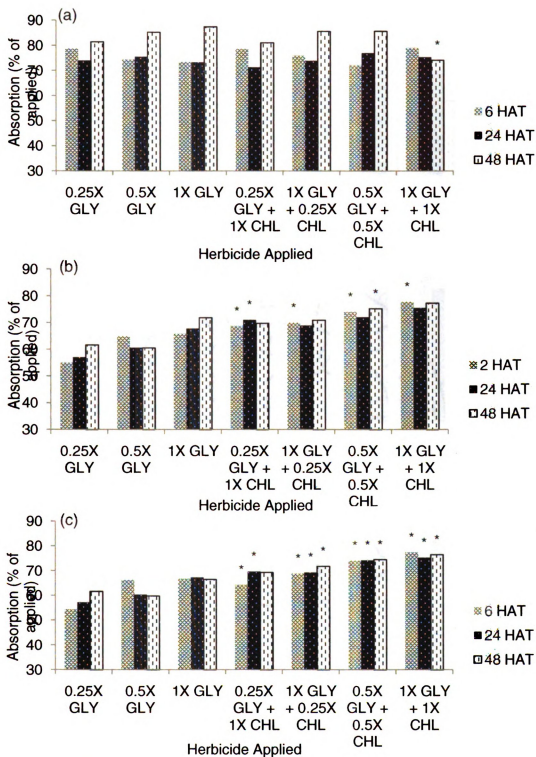 (a)
Absorption (% of
applied)
90
80
70
60
50
40
30
*
6 HAT
24 HAT
48 HAT
0.25X
GLY
0.5X
GLY
1X GLY
0.25X
GLY +
1X CHL
1X GLY
+ 0.25X
CHL
0.5X
GLY +
0.5X
CHL
1X GLY
+ 1X
CHL
Herbicide Applied
(b)
Absorption (% of
applied)
90
80
70
60
50
40
30
* * * * * *
2 HAT
24 HAT
48 HAT
0.25X
GLY
0.5X
GLY
1X GLY
0.25X
GLY +
1X CHL
1X GLY
+ 0.25X
CHL
0.5X
GLY +
0.5X
CHL
1X GLY
+ 1X
CHL
Herbicide Applied
(c)
Absorption (% of
applied)
90
80
70
60
50
40
30
* * * * * * * * * * *
6 HAT
24 HAT
48 HAT
0.25X
GLY
0.5X
GLY
1X GLY
0.25X
GLY +
1X CHL
1X GLY
+ 0.25X
CHL
0.5X
GLY +
0.5X
CHL
1X GLY
+ 1X
CHL
Herbicide Applied